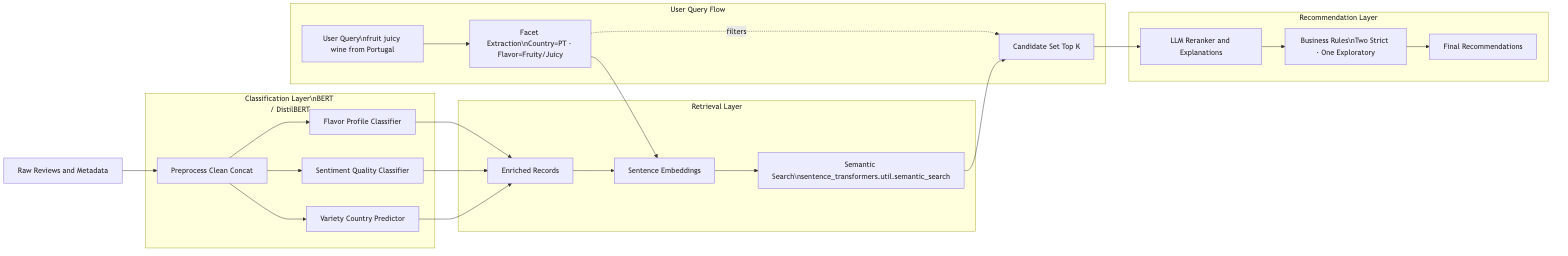 User Query Flow
User Query\nfruit juicy
wine from Portugal
Facet
Extraction\nCountry=PT ·
Flavor=Fruity/Juicy
filters
Candidate Set Top K
Recommendation Layer
LLM Reranker and
Explanations
Business Rules\nTwo Strict
· One Exploratory
Final Recommendations
Classification Layer\nBERT
/ DistilBERT
Raw Reviews and Metadata
Preprocess Clean Concat
Flavor Profile Classifier
Sentiment Quality Classifier
Variety Country Predictor
Retrieval Layer
Enriched Records
Sentence Embeddings
Semantic
Search\nsentence_transformers.util.semantic_search